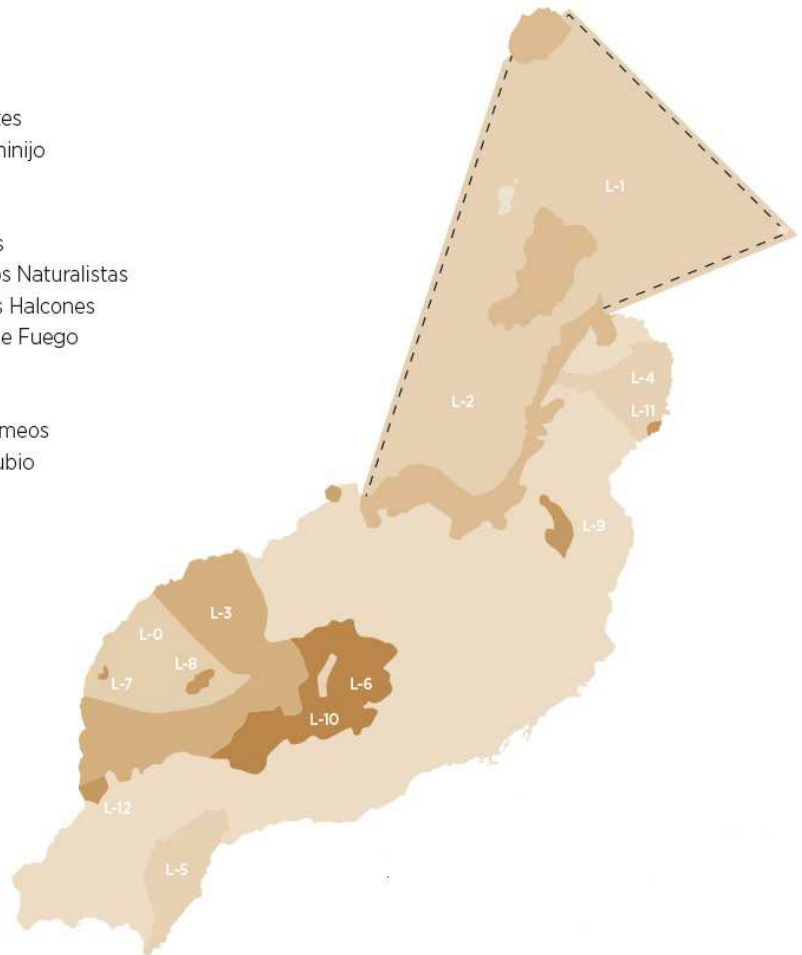 tes
ninijo
s
os Naturalistas
s Halcones
e Fuego
meos
ubio
L-1
L-2
L-4
L-11
L-9
L-3
L-0
L-8
L-7
L-6
L-10
L-12
L-5